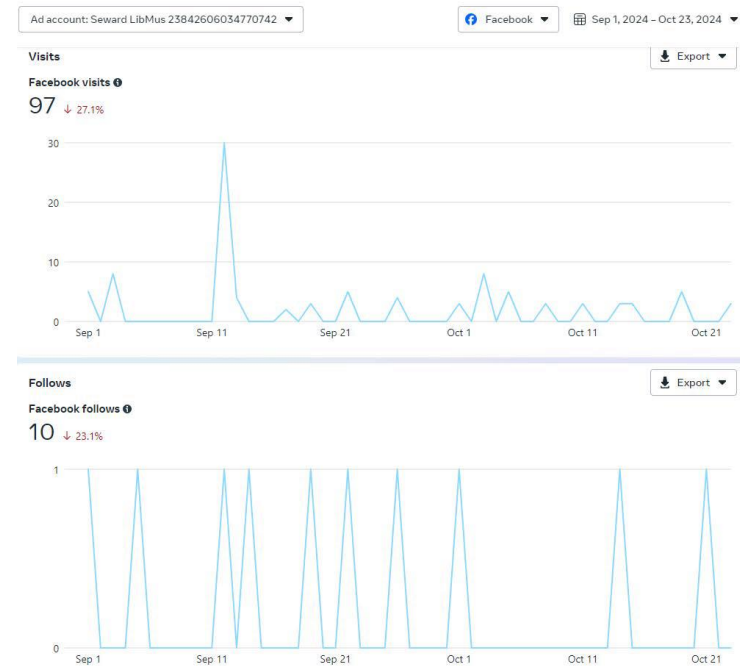 Ad account: Seward LibMus 23842606034770742
Facebook
Sep 1, 2024 – Oct 23, 2024
Visits
Export
Facebook visits
97 ↓ 27.1%
30
20
10
0
Sep 1 Sep 11 Sep 21 Oct 1 Oct 11 Oct 21
Follows
Export
Facebook follows
10 ↓ 23.1%
1
0
Sep 1 Sep 11 Sep 21 Oct 1 Oct 11 Oct 21